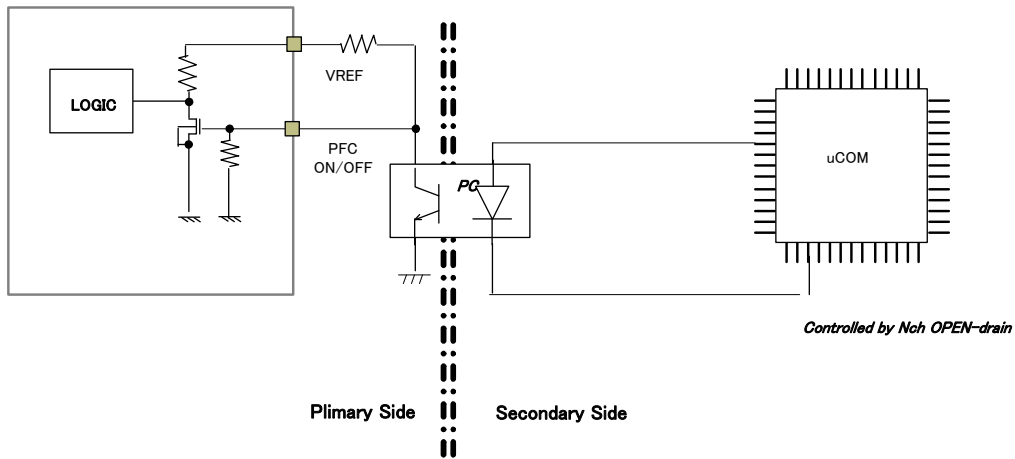 VREF
LOGIC
PFC
ON/OFF
PC
uCOM
Controlled by Nch OPEN-drain
Plimary Side
Secondary Side